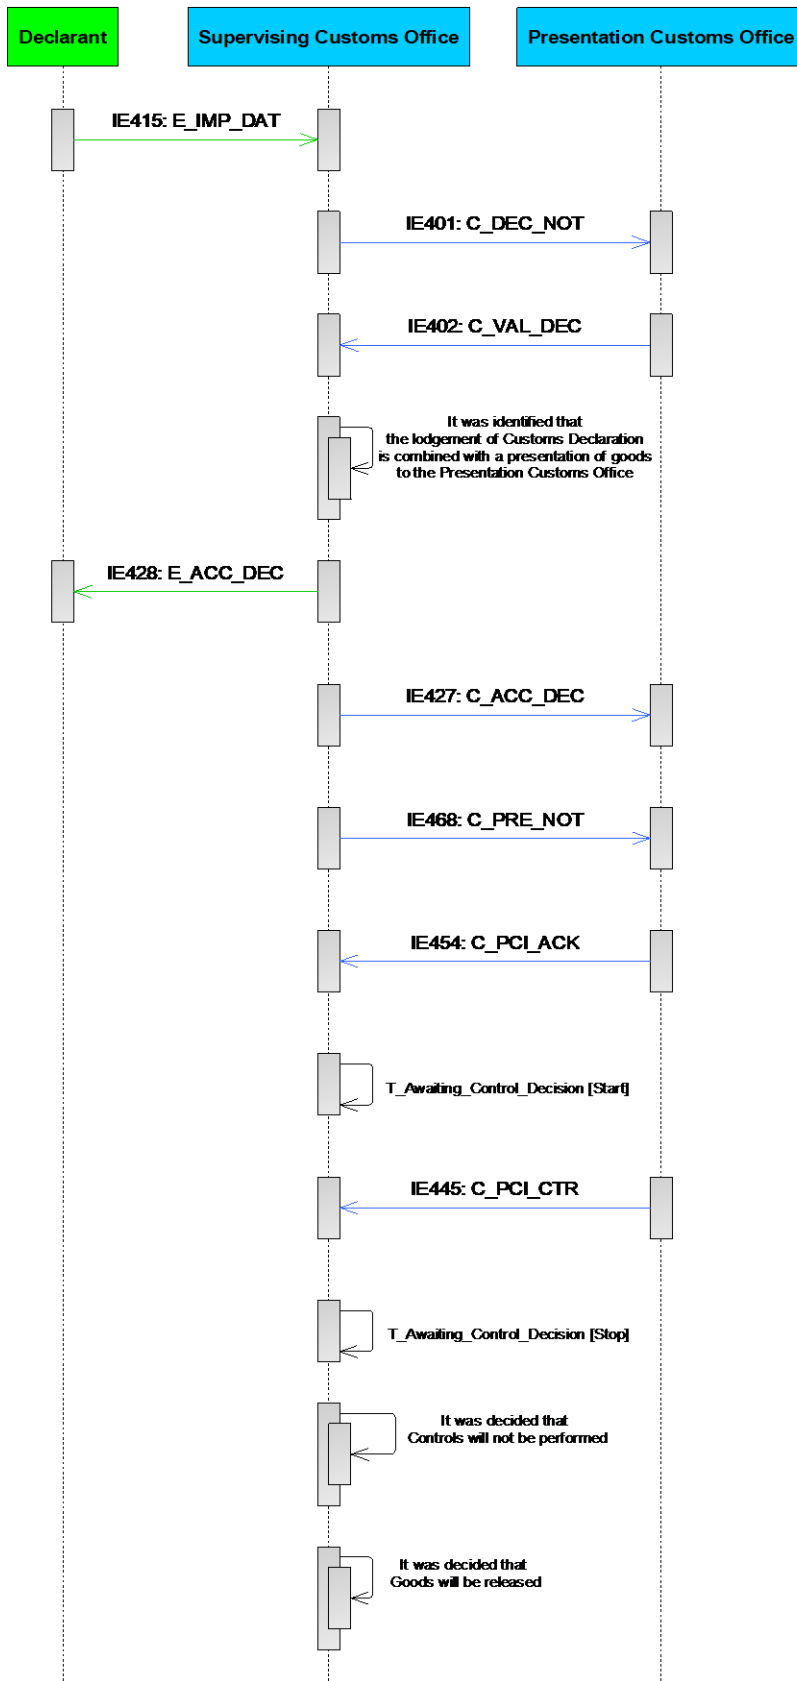 Declarant
Supervising Customs Office
Presentation Customs Office
IE415: E_IMP_DAT
IE401: C_DEC_NOT
IE402: C_VAL_DEC
It was identified that
the lodgement of Customs Declaration
is combined with a presentation of goods
to the Presentation Customs Office
IE428: E_ACC_DEC
IE427: C_ACC_DEC
IE468: C_PRE_NOT
IE454: C_PCI_ACK
T_Awaiting_Control_Decision [Start]
IE445: C_PCI_CTR
T_Awaiting_Control_Decision [Stop]
It was decided that
Controls will not be performed
It was decided that
Goods will be released